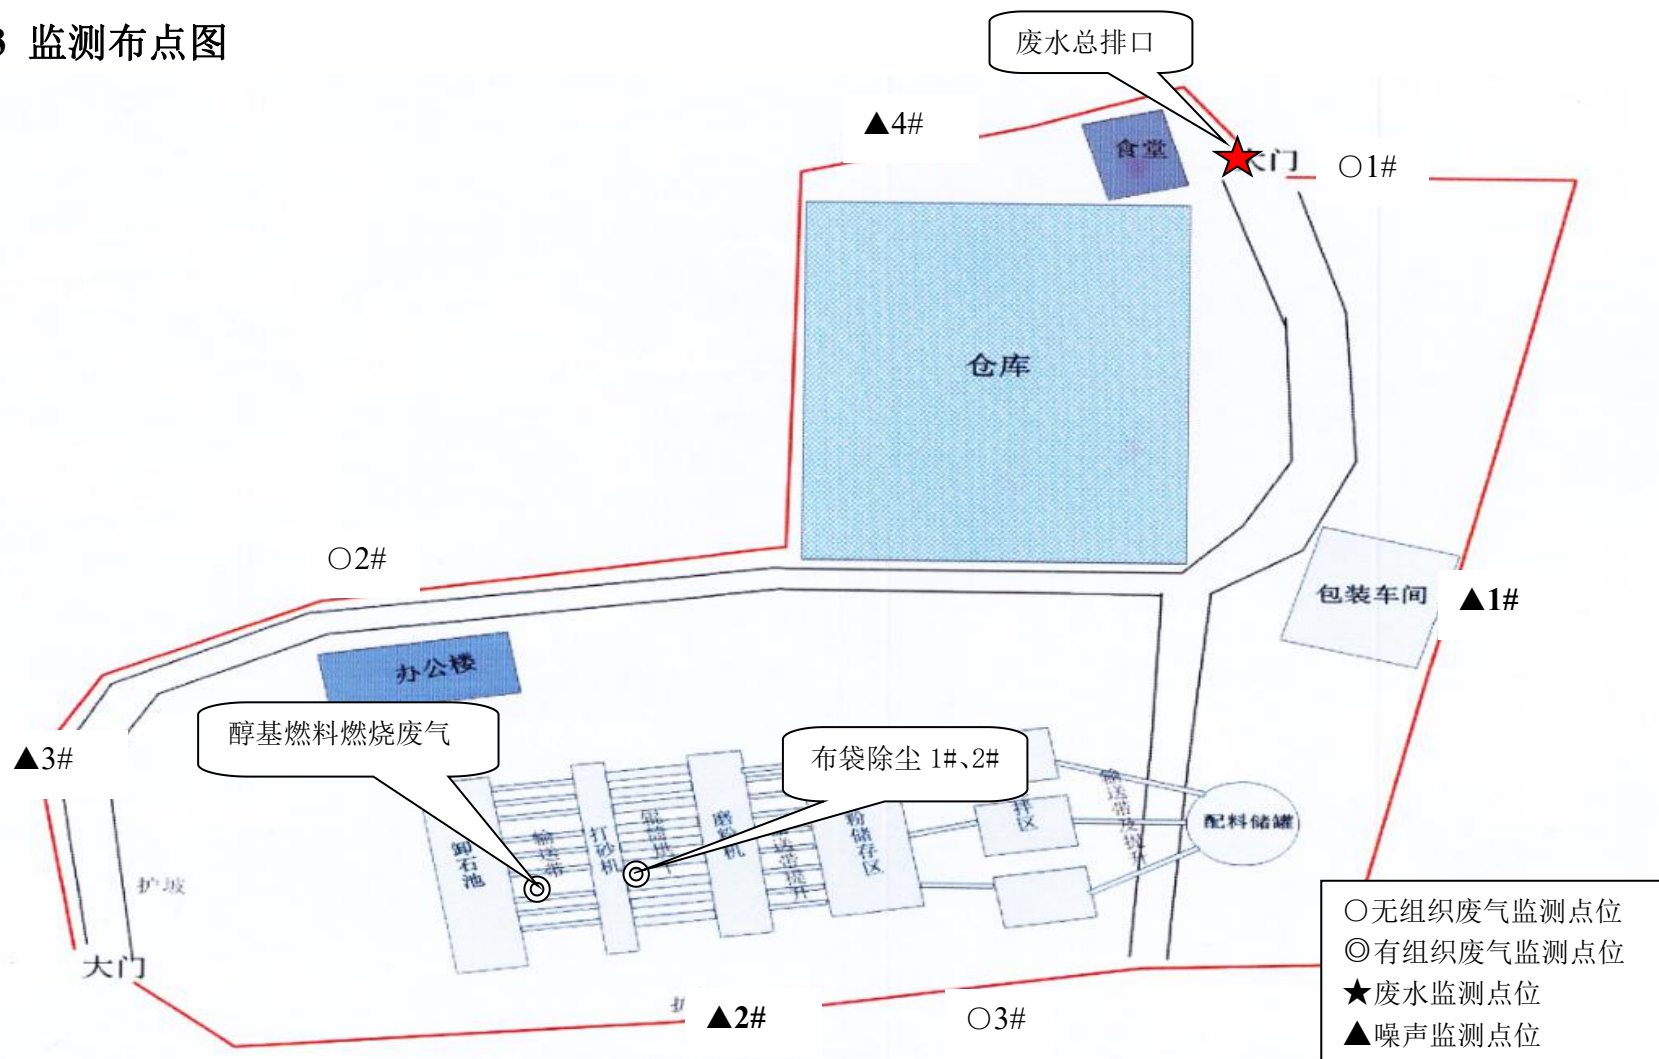 3 监测布点图
废水总排口
▲4#
食堂
大门
○1#
仓库
○2#
包装车间
▲1#
办公楼
醇基燃料燃烧废气
布袋除尘 1#、2#
▲3#
卸石池
输送带
打砂机
磨粉机
粉储存区
拌区
配料储罐
护坡
大门
▲2#
○3#
○无组织废气监测点位
◎有组织废气监测点位
★废水监测点位
▲噪声监测点位